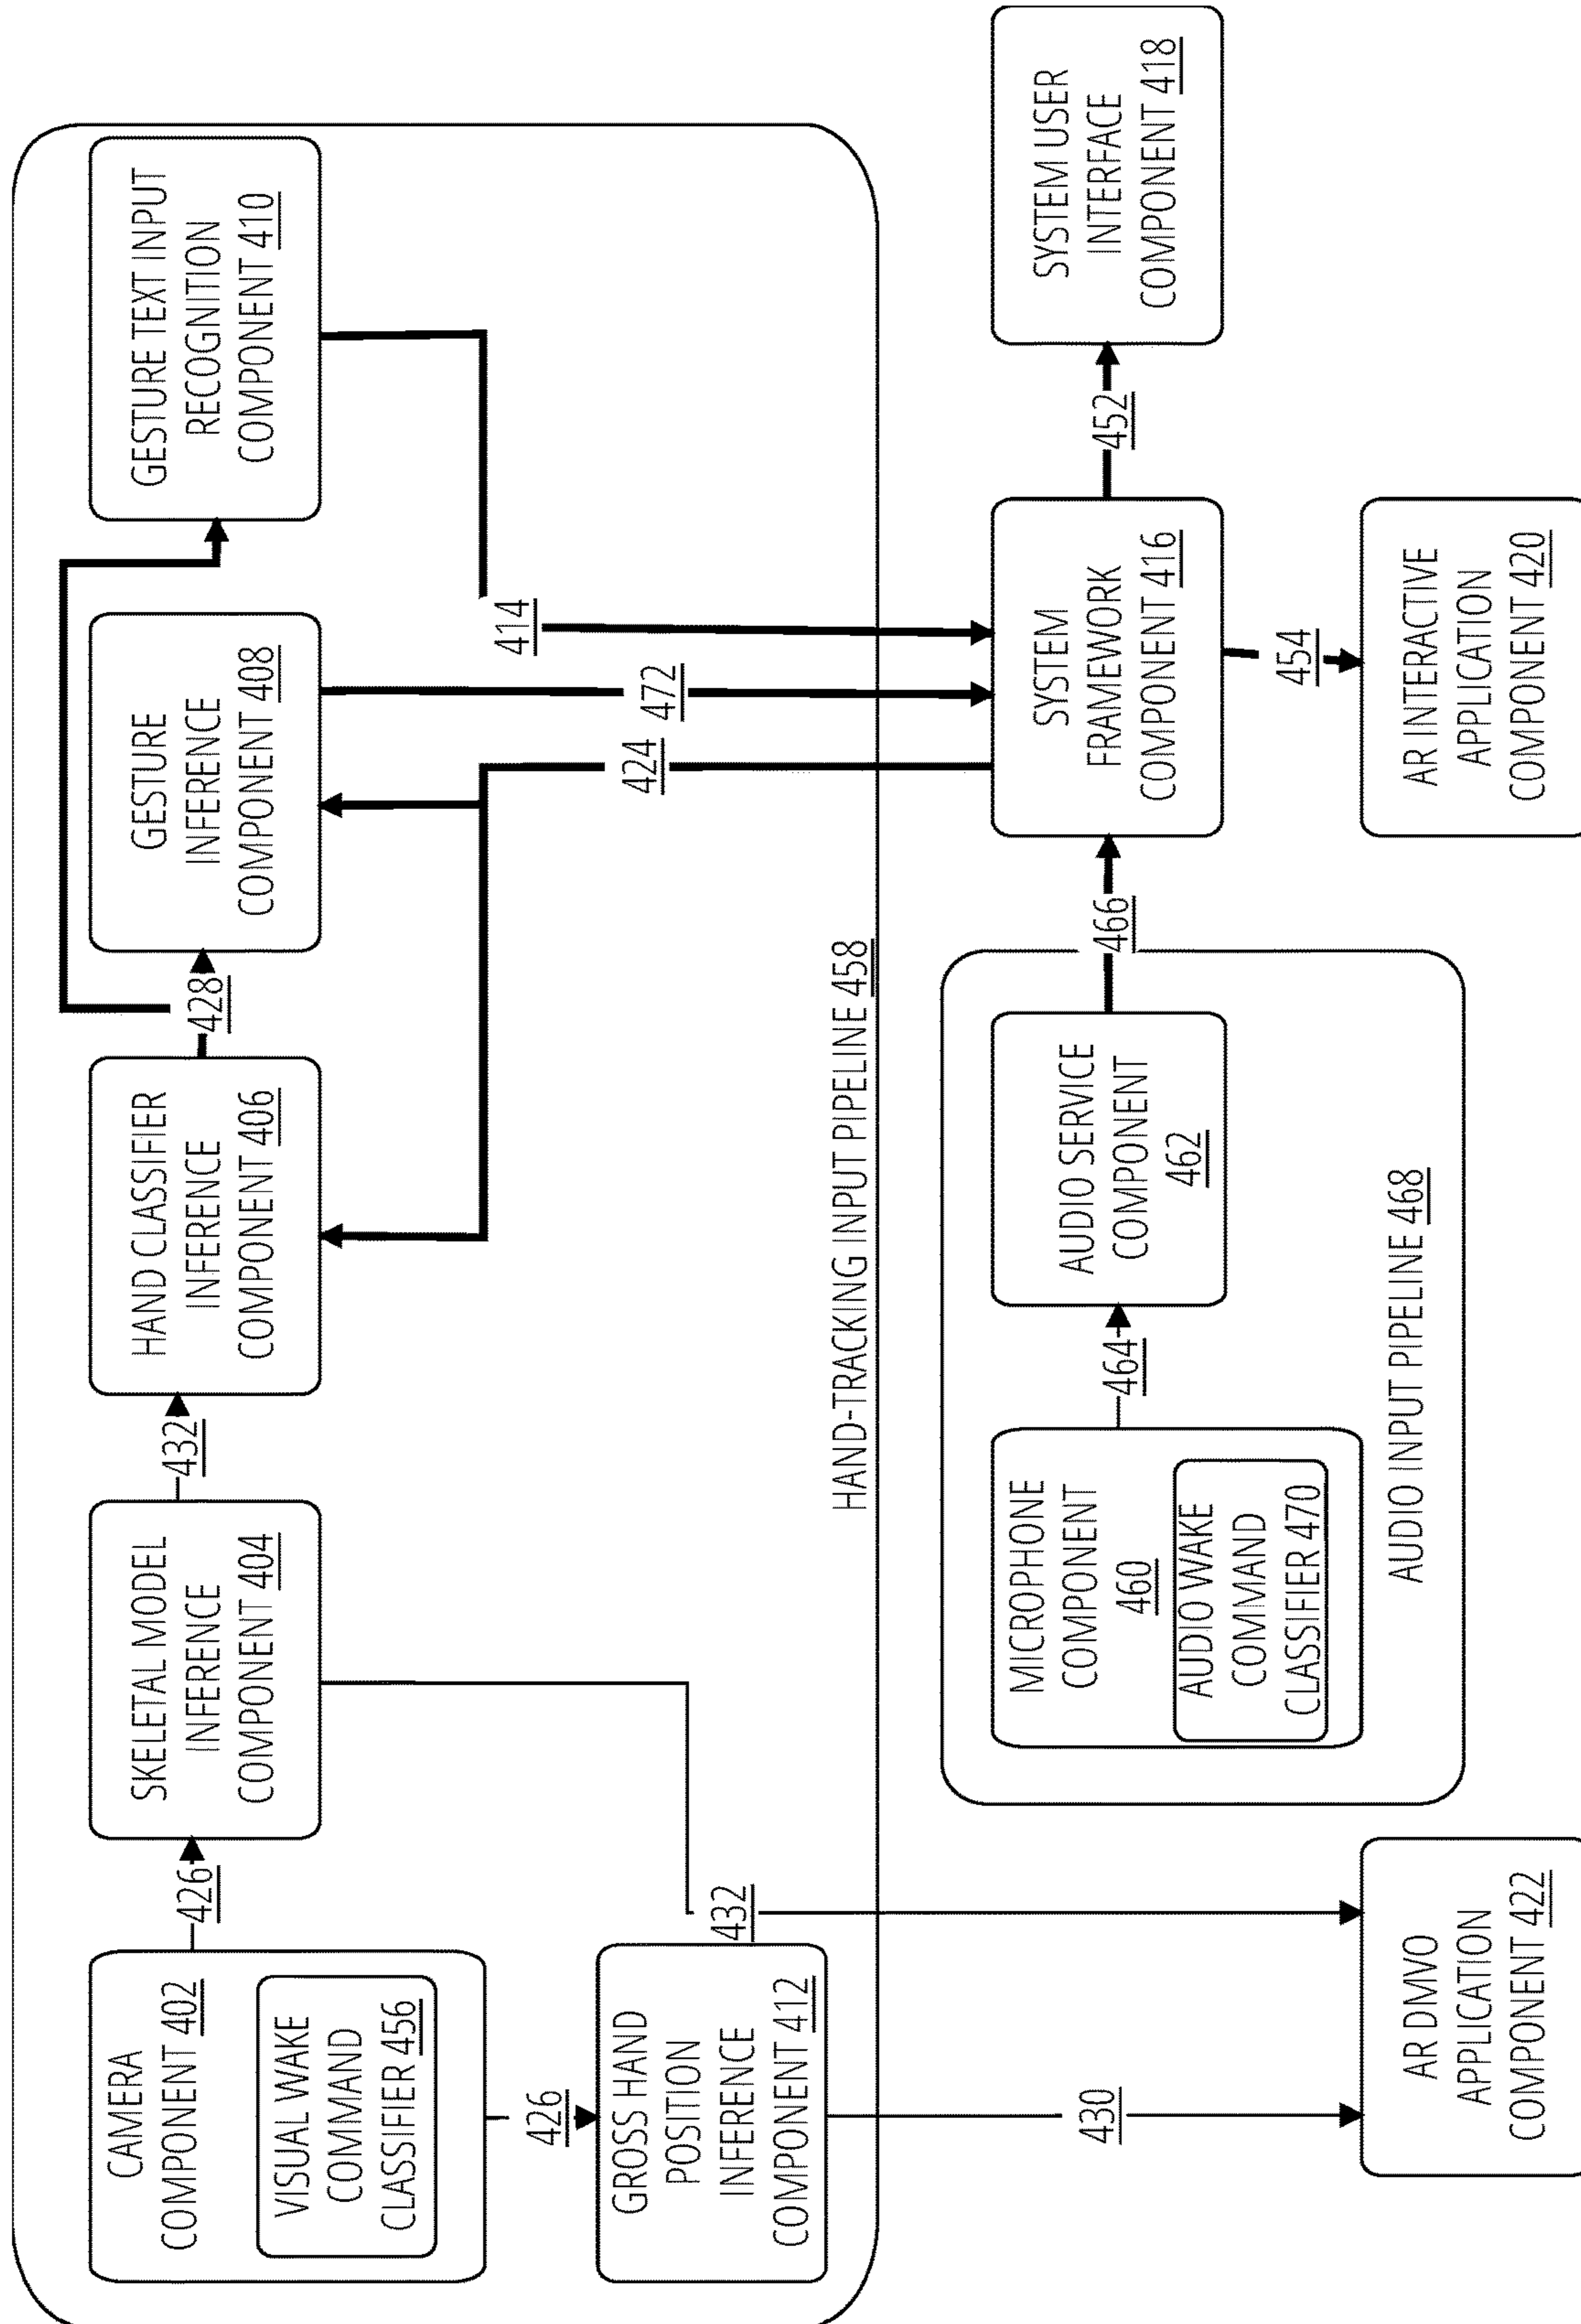 CAMERA
COMPONENT 402
VISUAL WAKE
COMMAND
CLASSIFIER 456
426
SKELETAL MODEL
INFERENCE
COMPONENT 404
432
HAND CLASSIFIER
INFERENCE
COMPONENT 406
428
GESTURE
INFERENCE
COMPONENT 408
GESTURE TEXT INPUT
RECOGNITION
COMPONENT 410
426
GROSS HAND
POSITION
INFERENCE
COMPONENT 412
432
424
472
414
HAND-TRACKING INPUT PIPELINE 458
430
MICROPHONE
COMPONENT
460
AUDIO WAKE
COMMAND
CLASSIFIER 470
464
AUDIO SERVICE
COMPONENT
462
AUDIO INPUT PIPELINE 468
466
SYSTEM
FRAMEWORK
COMPONENT 416
452
SYSTEM USER
INTERFACE
COMPONENT 418
454
AR DMVO
APPLICATION
COMPONENT 422
AR INTERACTIVE
APPLICATION
COMPONENT 420